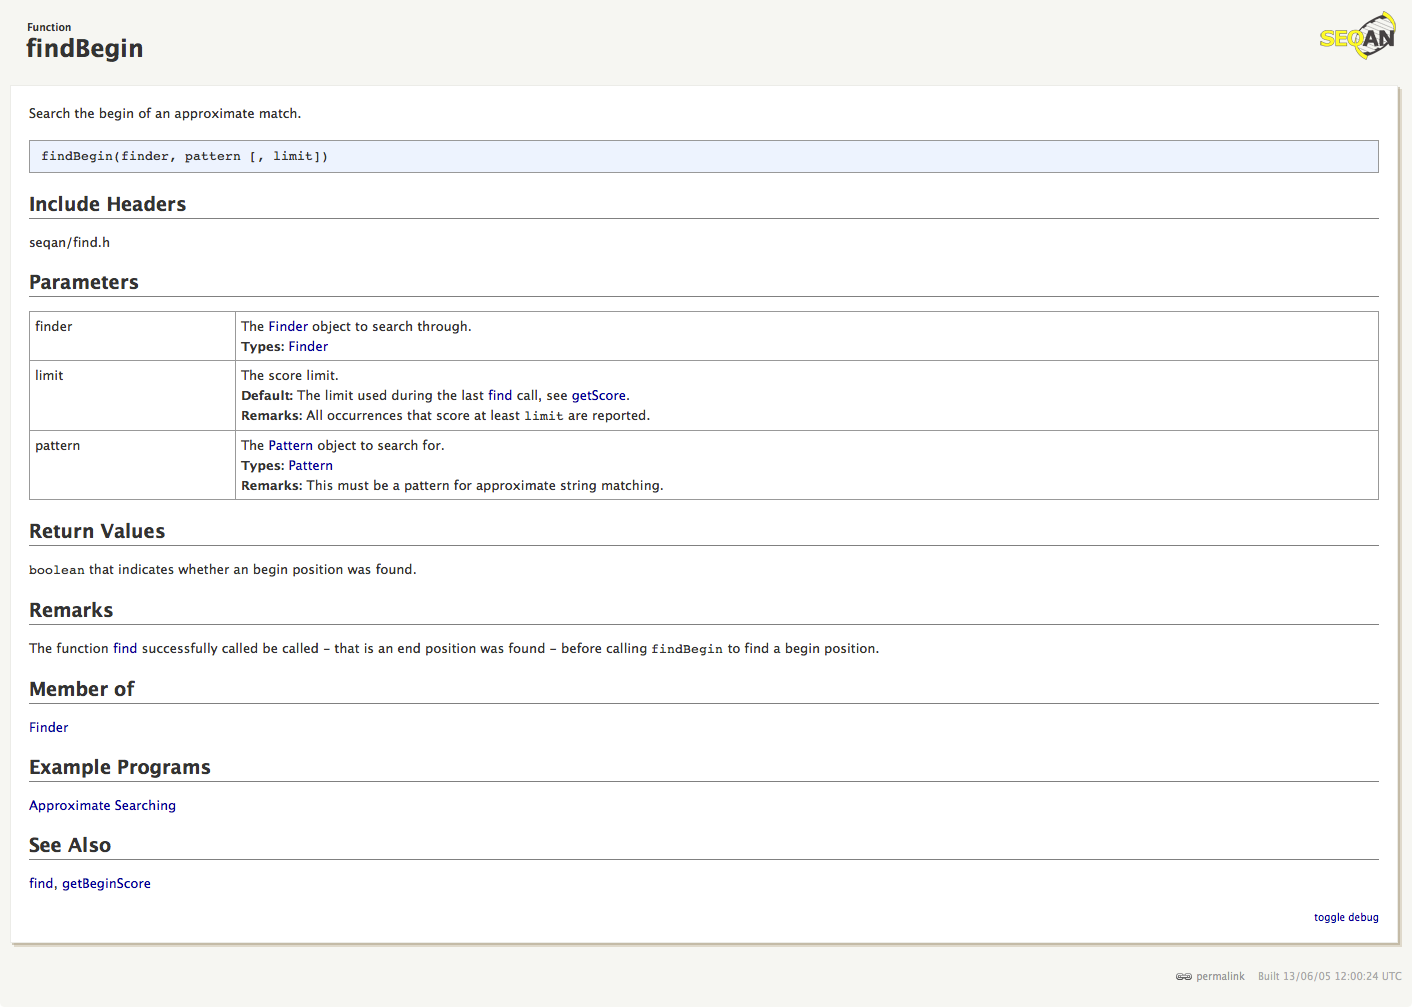 Function
findBegin
SEQAN
Search the begin of an approximate match.
findBegin(finder, pattern [, limit])
Include Headers
seqan/find.h
Parameters
finder
The Finder object to search through.
Types: Finder
limit
The score limit.
Default: The limit used during the last find call, see getScore.
Remarks: All occurrences that score at least limit are reported.
pattern
The Pattern object to search for.
Types: Pattern
Remarks: This must be a pattern for approximate string matching.
Return Values
boolean that indicates whether an begin position was found.
Remarks
The function find successfully called be called – that is an end position was found – before calling findBegin to find a begin position.
Member of
Finder
Example Programs
Approximate Searching
See Also
find, getBeginScore
toggle debug
permalink Built 13/06/05 12:00:24 UTC